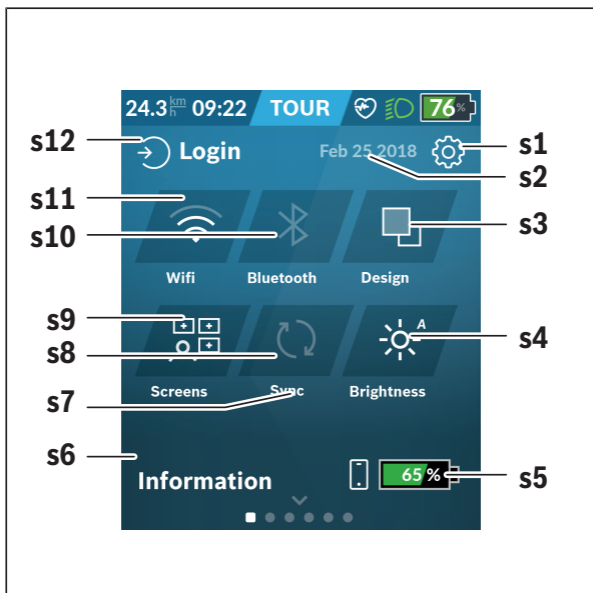 24.3 km/h 09:22 TOUR 76%
s12 Login Feb 25 2018 s1
s2
s11
s10 s3
Wifi Bluetooth Design
s9 A s4
s8
s7 Screens Sync Brightness
s6
Information 65 % s5